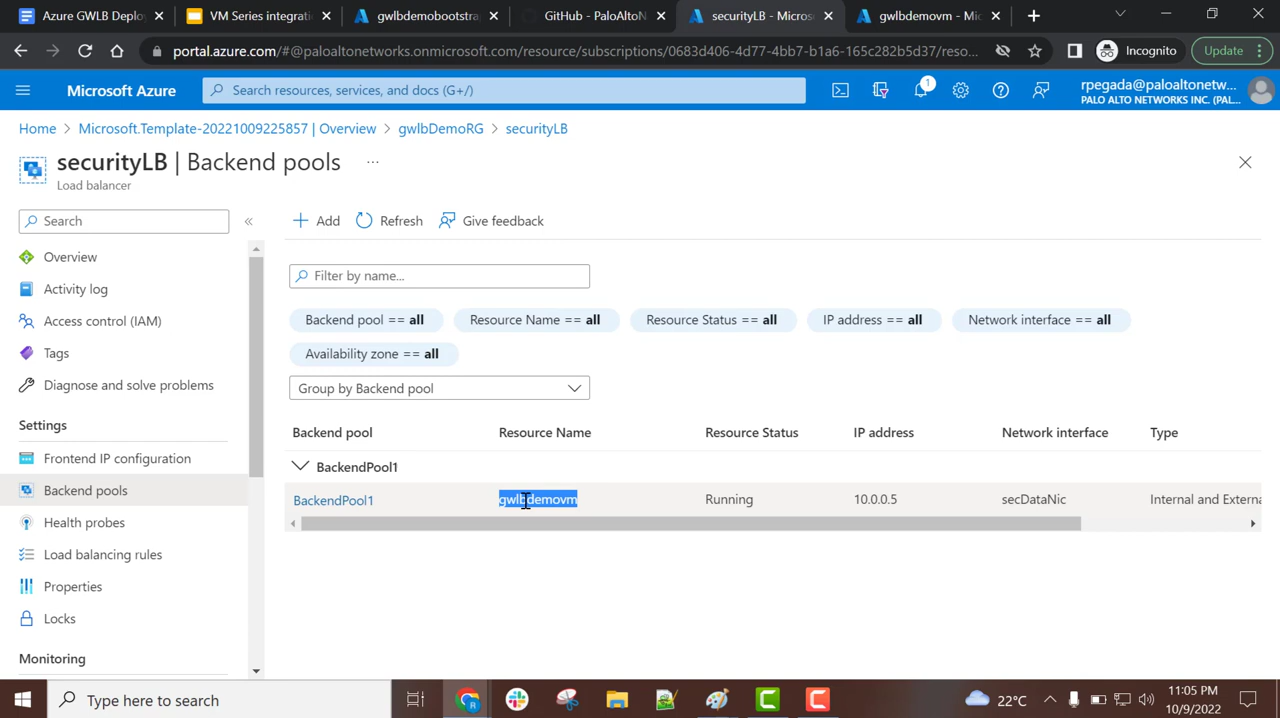 Azure GWLB Deploy
VM Series integrati
gwlbdemobootstrap
GitHub - PaloAltoN
securityLB - Microso
gwlbdemovm - Mic
portal.azure.com/#@paloaltonetworks.onmicrosoft.com/resource/subscriptions/0683d406-4d77-4bb7-b1a6-165c282b5d37/reso...
Incognito
Update
Microsoft Azure
Search resources, services, and docs (G+/)
1
rpegada@paloaltonetw...
PALO ALTO NETWORKS INC. (PAL...
Home > Microsoft.Template-20221009225857 | Overview > gwlbDemoRG > securityLB
securityLB | Backend pools ...
Load balancer
Search
«
Add
Refresh
Give feedback
Overview
Activity log
Access control (IAM)
Tags
Diagnose and solve problems
Settings
Frontend IP configuration
Backend pools
Health probes
Load balancing rules
Properties
Locks
Monitoring
Filter by name...
Backend pool == all
Resource Name == all
Resource Status == all
IP address == all
Network interface == all
Availability zone == all
Group by Backend pool
Backend pool Resource Name Resource Status IP address Network interface Type
BackendPool1
BackendPool1 gwlbdemovm Running 10.0.0.5 secDataNic Internal and Externa
Type here to search
22°C
11:05 PM
10/9/2022